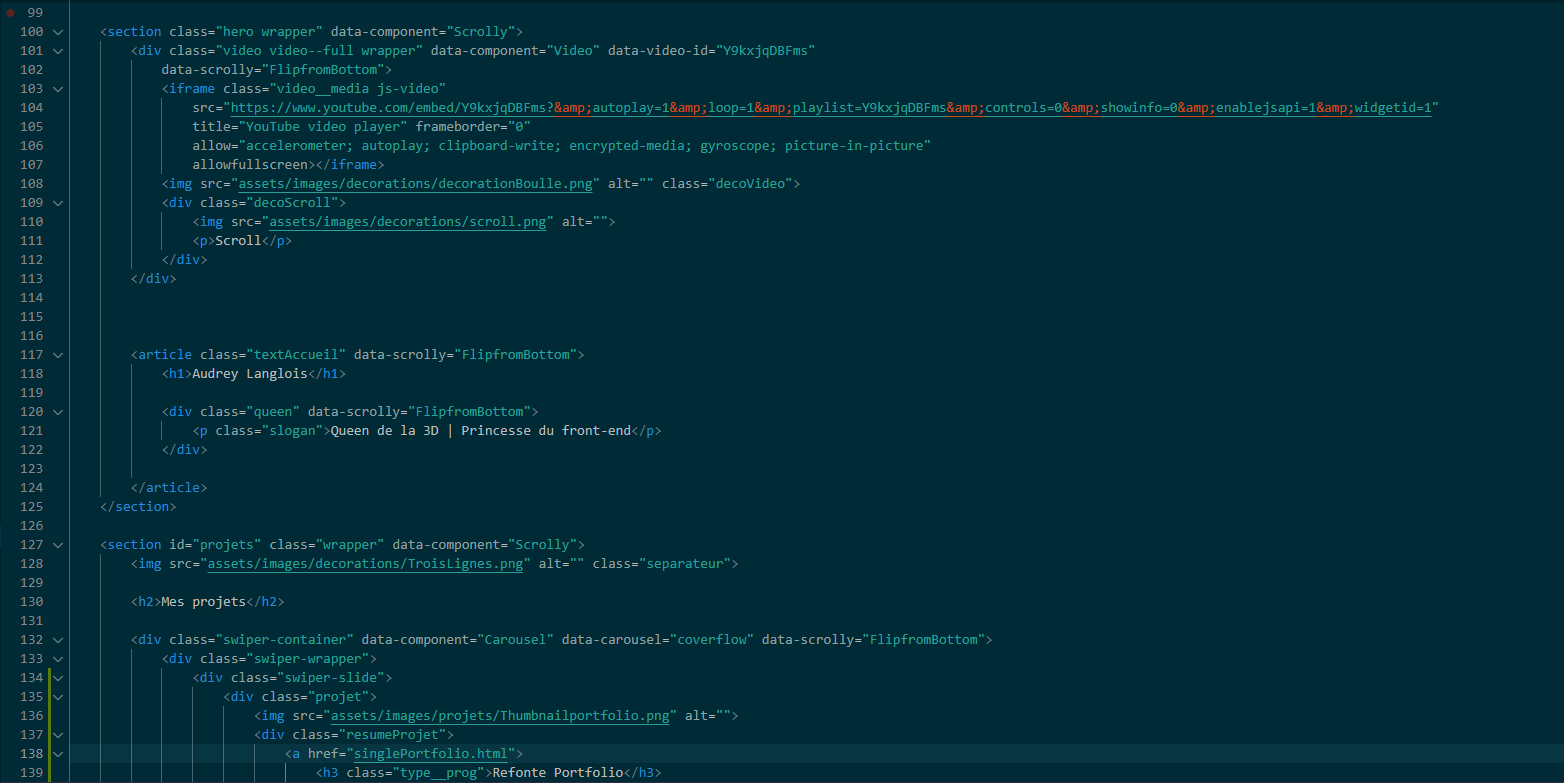 99
100 <section class="hero wrapper" data-component="Scrolly">
101 <div class="video video--full wrapper" data-component="Video" data-video-id="Y9kxjqDBFms"
102 data-scrolly="FlipfromBottom">
103 <iframe class="video__media js-video"
104 src="https://www.youtube.com/embed/Y9kxjqDBFms?&amp;autoplay=1&amp;loop=1&amp;playlist=Y9kxjqDBFms&amp;controls=0&amp;showinfo=0&amp;enablejsapi=1&amp;widgetid=1"
105 title="YouTube video player" frameborder="0"
106 allow="accelerometer; autoplay; clipboard-write; encrypted-media; gyroscope; picture-in-picture"
107 allowfullscreen></iframe>
108 <img src="assets/images/decorations/decorationBoulle.png" alt="" class="decoVideo">
109 <div class="decoScroll">
110 <img src="assets/images/decorations/scroll.png" alt="">
111 <p>Scroll</p>
112 </div>
113 </div>
114
115
116
117 <article class="textAccueil" data-scrolly="FlipfromBottom">
118 <h1>Audrey Langlois</h1>
119
120 <div class="queen" data-scrolly="FlipfromBottom">
121 <p class="slogan">Queen de la 3D | Princesse du front-end</p>
122 </div>
123
124 </article>
125 </section>
126
127 <section id="projets" class="wrapper" data-component="Scrolly">
128 <img src="assets/images/decorations/TroisLignes.png" alt="" class="separateur">
129
130 <h2>Mes projets</h2>
131
132 <div class="swiper-container" data-component="Carousel" data-carousel="coverflow" data-scrolly="FlipfromBottom">
133 <div class="swiper-wrapper">
134 <div class="swiper-slide">
135 <div class="projet">
136 <img src="assets/images/projets/Thumbnailportfolio.png" alt="">
137 <div class="resumeProjet">
138 <a href="singlePortfolio.html">
139 <h3 class="type__prog">Refonte Portfolio</h3>